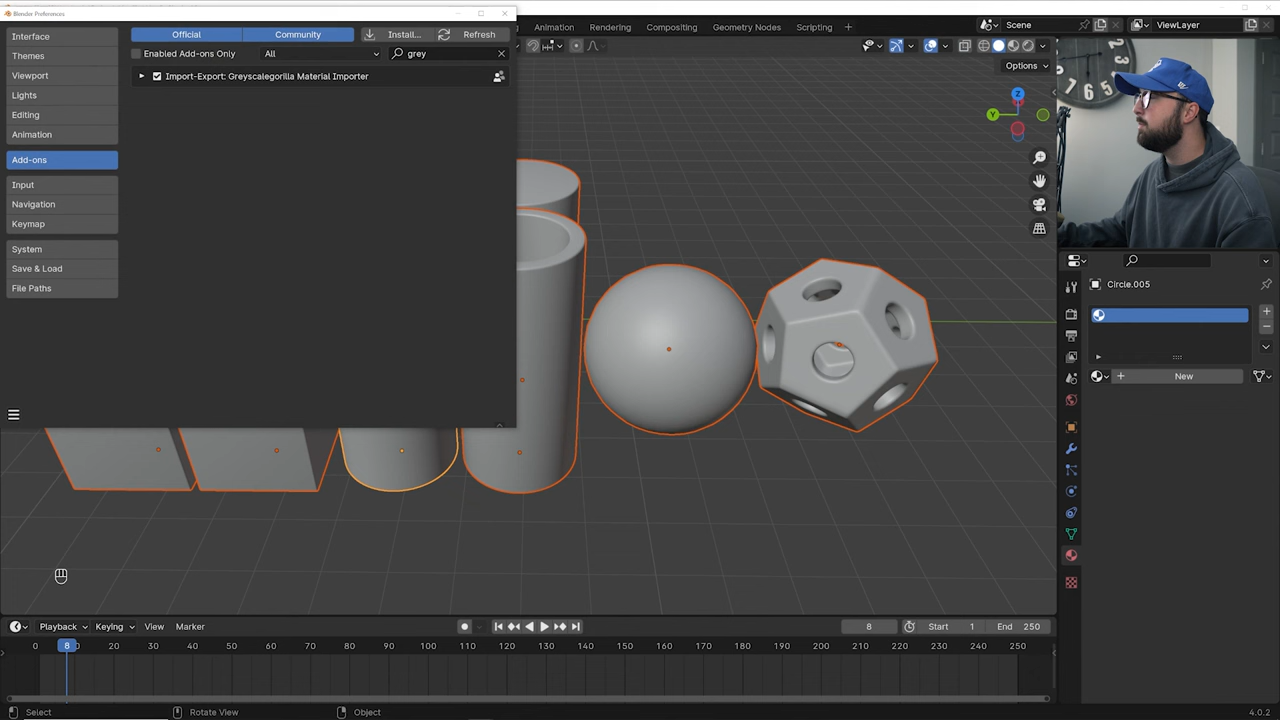 Blender Preferences
Interface
Themes
Viewport
Lights
Editing
Animation
Add-ons
Input
Navigation
Keymap
System
Save & Load
File Paths
Official Community Install... Refresh
Enabled Add-ons Only All grey
Import-Export: Greyscalegorilla Material Importer
Animation Rendering Compositing Geometry Nodes Scripting Scene ViewLayer
Options
Z
Y
Circle.005
New
Playback Keying View Marker 8 Start 1 End 250
0 8 20 30 40 50 60 70 80 90 100 110 120 130 140 150 160 170 180 190 200 210 220 230 240 250
Select Rotate View Object 4.0.2